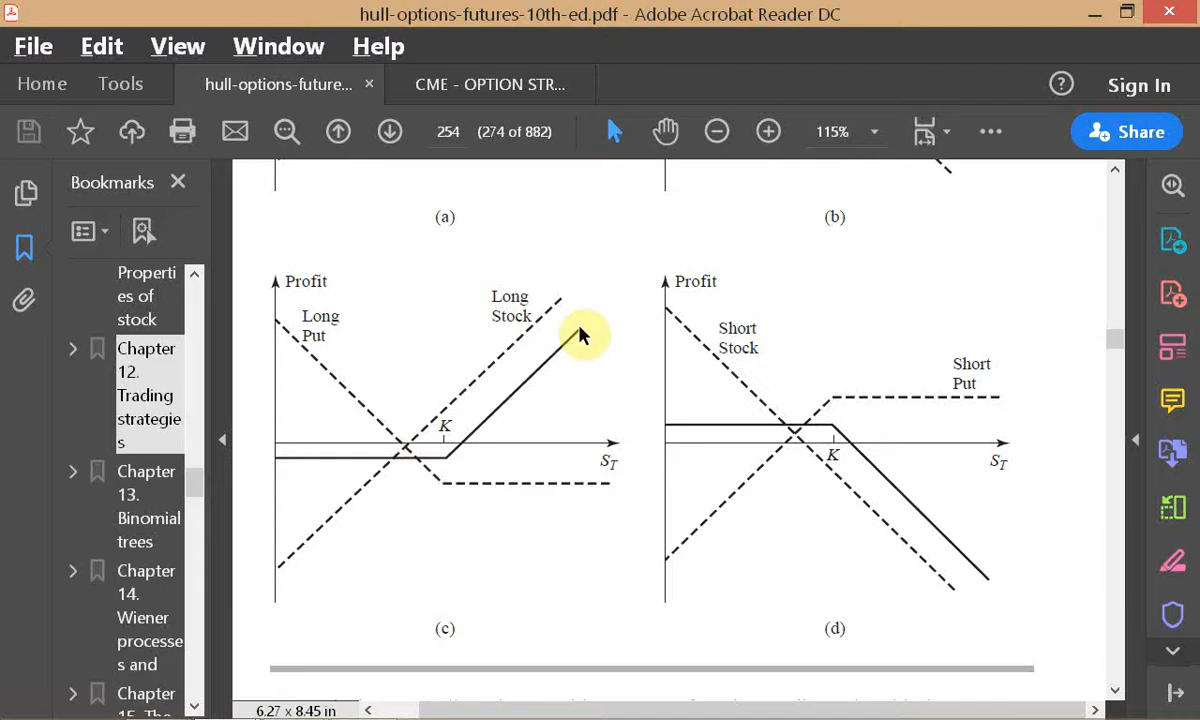 hull-options-futures-10th-ed.pdf - Adobe Acrobat Reader DC
File Edit View Window Help
Home Tools hull-options-future... × CME - OPTION STR... ? Sign In
254 (274 of 882) 115% Share
Bookmarks
Properti
es of
stock
Chapter
12.
Trading
strategie
s
Chapter
13.
Binomial
trees
Chapter
14.
Wiener
processe
s and
Chapter
(a) (b)
Profit
Long
Put
Long
Stock
K
S_T
(c)
Profit
Short
Stock
Short
Put
K
S_T
(d)
6.27 x 8.45 in